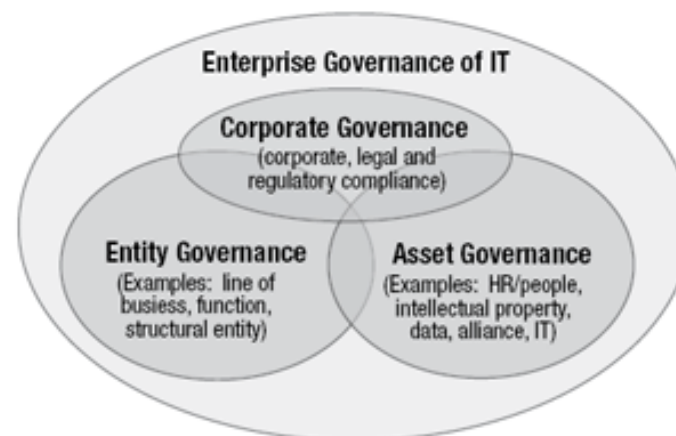 Enterprise Governance of IT
Corporate Governance
(corporate, legal and
regulatory compliance)
Entity Governance
(Examples: line of
busiess, function,
structural entity)
Asset Governance
(Examples: HR/people,
intellectual property,
data, alliance, IT)